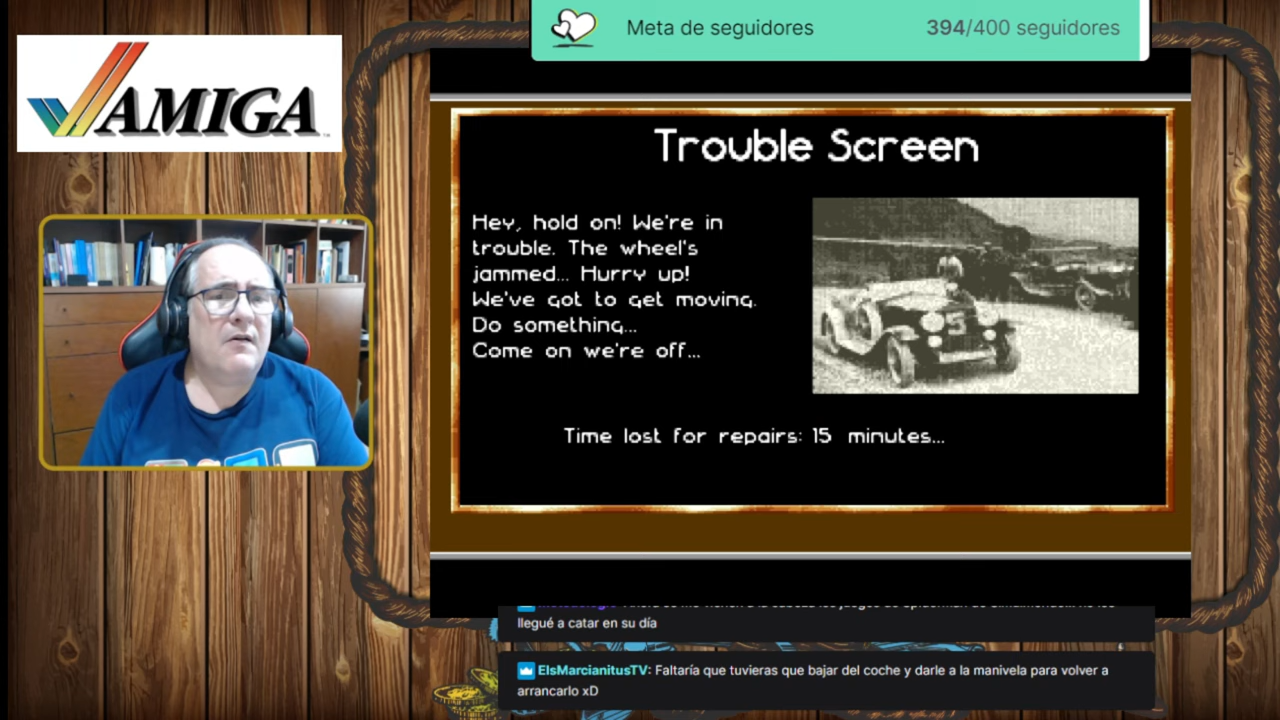 Meta de seguidores 394/400 seguidores
AMIGA
Trouble Screen
Hey, hold on! We're in
trouble. The wheel's
jammed... Hurry up!
We've got to get moving.
Do something...
Come on we're off...
5
Time lost for repairs: 15 minutes...
llegué a catar en su día
ElsMarcianitusTV: Faltaría que tuvieras que bajar del coche y darle a la manivela para volver a
arrancarlo xD